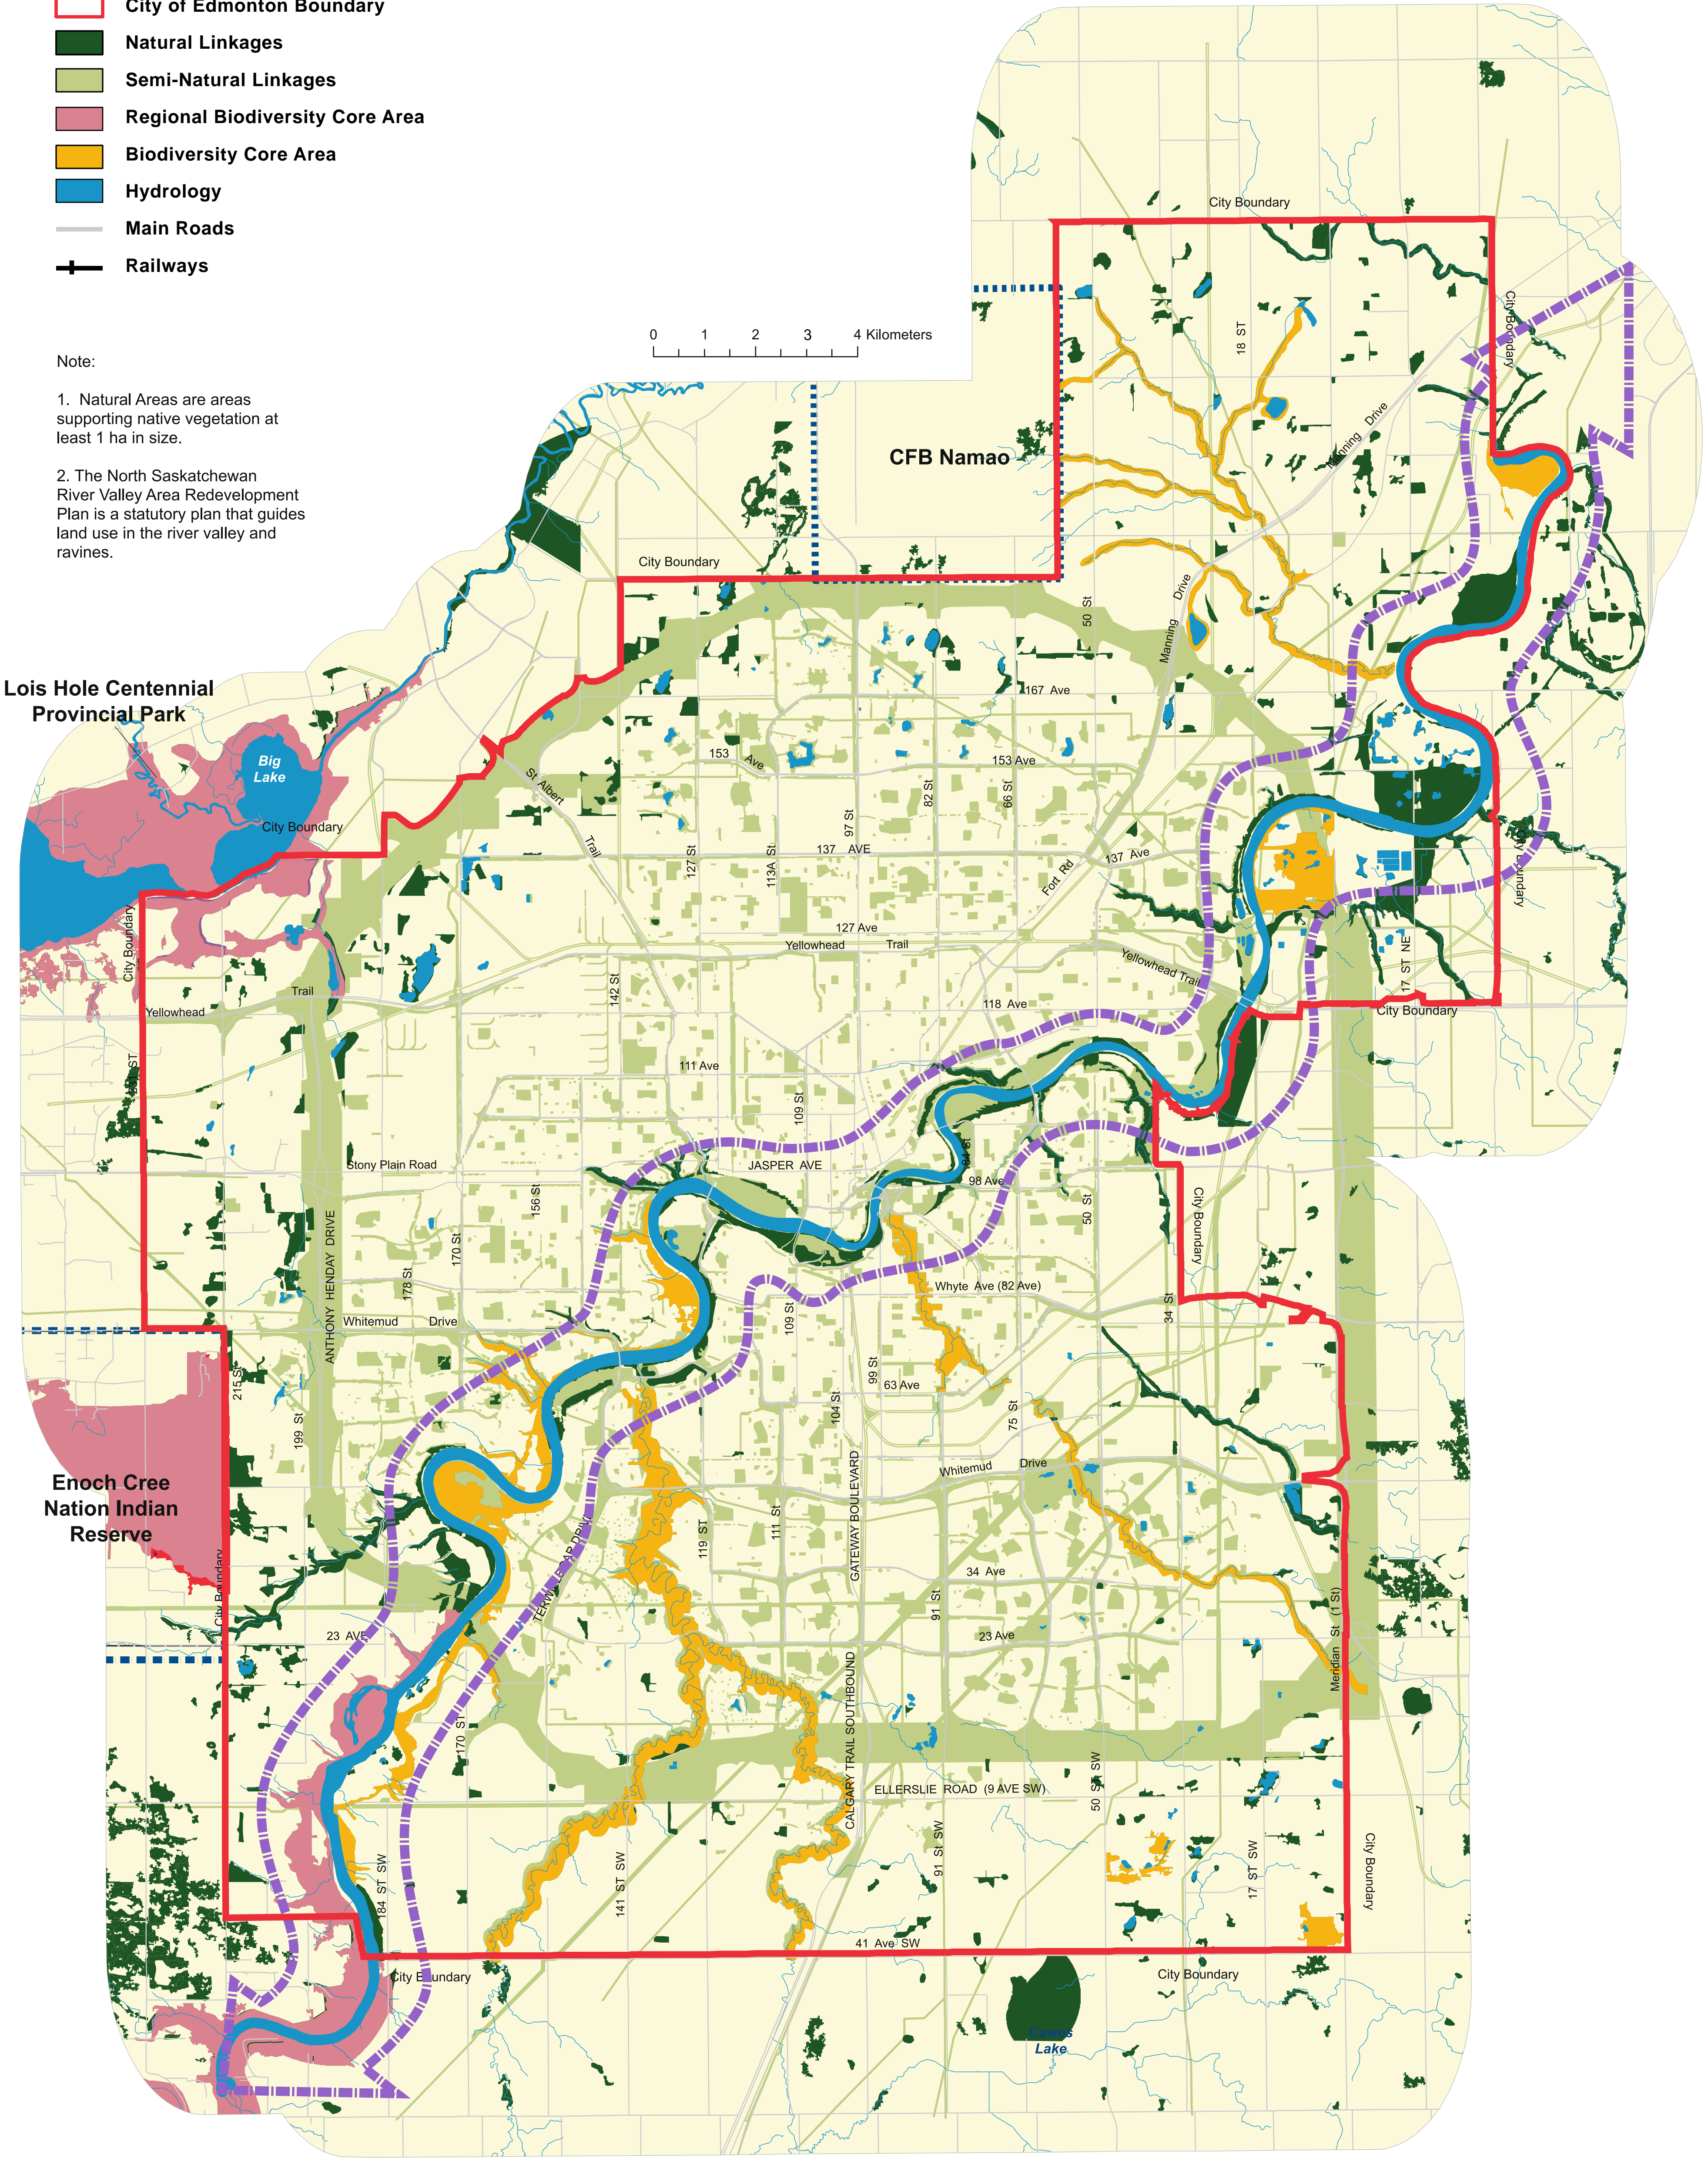 City of Edmonton Boundary
Natural Linkages
Semi-Natural Linkages
Regional Biodiversity Core Area
Biodiversity Core Area
Hydrology
Main Roads
Railways
Note:
1. Natural Areas are areas
supporting native vegetation at
least 1 ha in size.
2. The North Saskatchewan
River Valley Area Redevelopment
Plan is a statutory plan that guides
land use in the river valley and
ravines.
0 1 2 3 4 Kilometers
City Boundary
City Boundary
18 ST
Manning Drive
CFB Namao
City Boundary
50 St
Manning Drive
Lois Hole Centennial
Provincial Park
167 Ave
Big
Lake
153 Ave
153 Ave
St Albert
Trail
82 St
66 St
97 St
City Boundary
127 St
113A St
137 AVE
137 Ave
Fort Rd
City Boundary
City Boundary
127 Ave
Yellowhead Trail
Yellowhead Trail
17 ST NE
142 St
Trail
Yellowhead
118 Ave
City Boundary
111 Ave
ST
109 St
Stony Plain Road
JASPER AVE
98 Ave
156 St
50 St
City Boundary
ANTHONY HENDAY DRIVE
170 St
178 St
Whyte Ave (82 Ave)
109 St
34 St
Whitemud Drive
215 St
99 St
63 Ave
104 St
75 St
199 St
Enoch Cree
Nation Indian
Reserve
Whitemud Drive
GATEWAY BOULEVARD
119 ST
111 St
TERWILLEGAR DRIVE
34 Ave
91 St
City Boundary
23 AVE
23 Ave
Meridian St (1 St)
170 ST
CALGARY TRAIL SOUTHBOUND
ELLERSLIE ROAD (9 AVE SW)
50 ST SW
184 ST SW
141 ST SW
91 St SW
17 ST SW
City Boundary
41 Ave SW
City Boundary
City Boundary
Lake